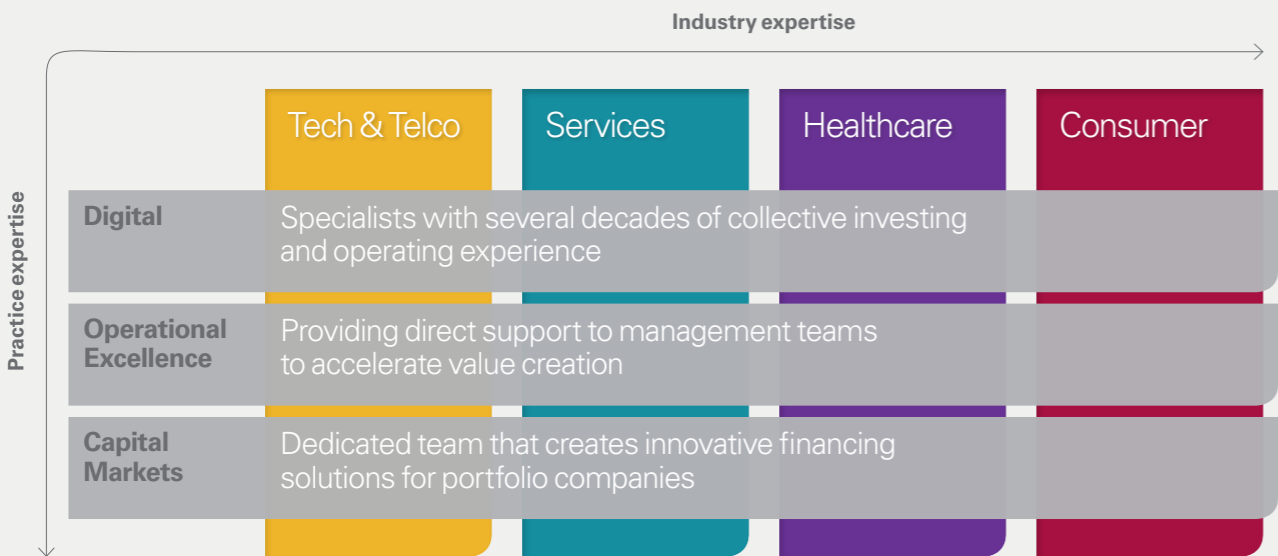 Industry expertise
Practice expertise
Tech & Telco
Services
Healthcare
Consumer
Digital
Specialists with several decades of collective investing
and operating experience
Operational
Excellence
Providing direct support to management teams
to accelerate value creation
Capital
Markets
Dedicated team that creates innovative financing
solutions for portfolio companies